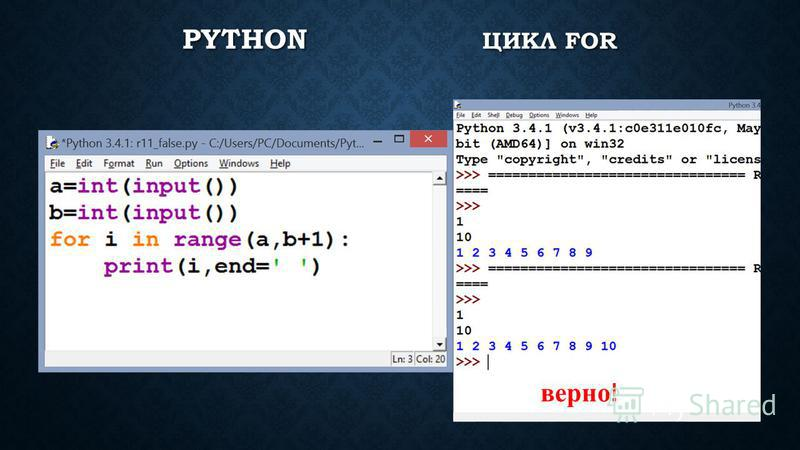 PYTHON
ЦИКЛ FOR
*Python 3.4.1: r11_false.py - C:/Users/PC/Documents/Pyt...
File Edit Format Run Options Windows Help
a=int(input())
b=int(input())
for i in range(a,b+1):
    print(i,end=' ')
Ln: 3 Col: 20
Python 3.4
File Edit Shell Debug Options Windows Help
Python 3.4.1 (v3.4.1:c0e311e010fc, May
bit (AMD64)] on win32
Type "copyright", "credits" or "licens
>>> ================================ R
====
>>>
1
10
1 2 3 4 5 6 7 8 9
>>> ================================ R
====
>>>
1
10
1 2 3 4 5 6 7 8 9 10
>>>
верно!
MyShared